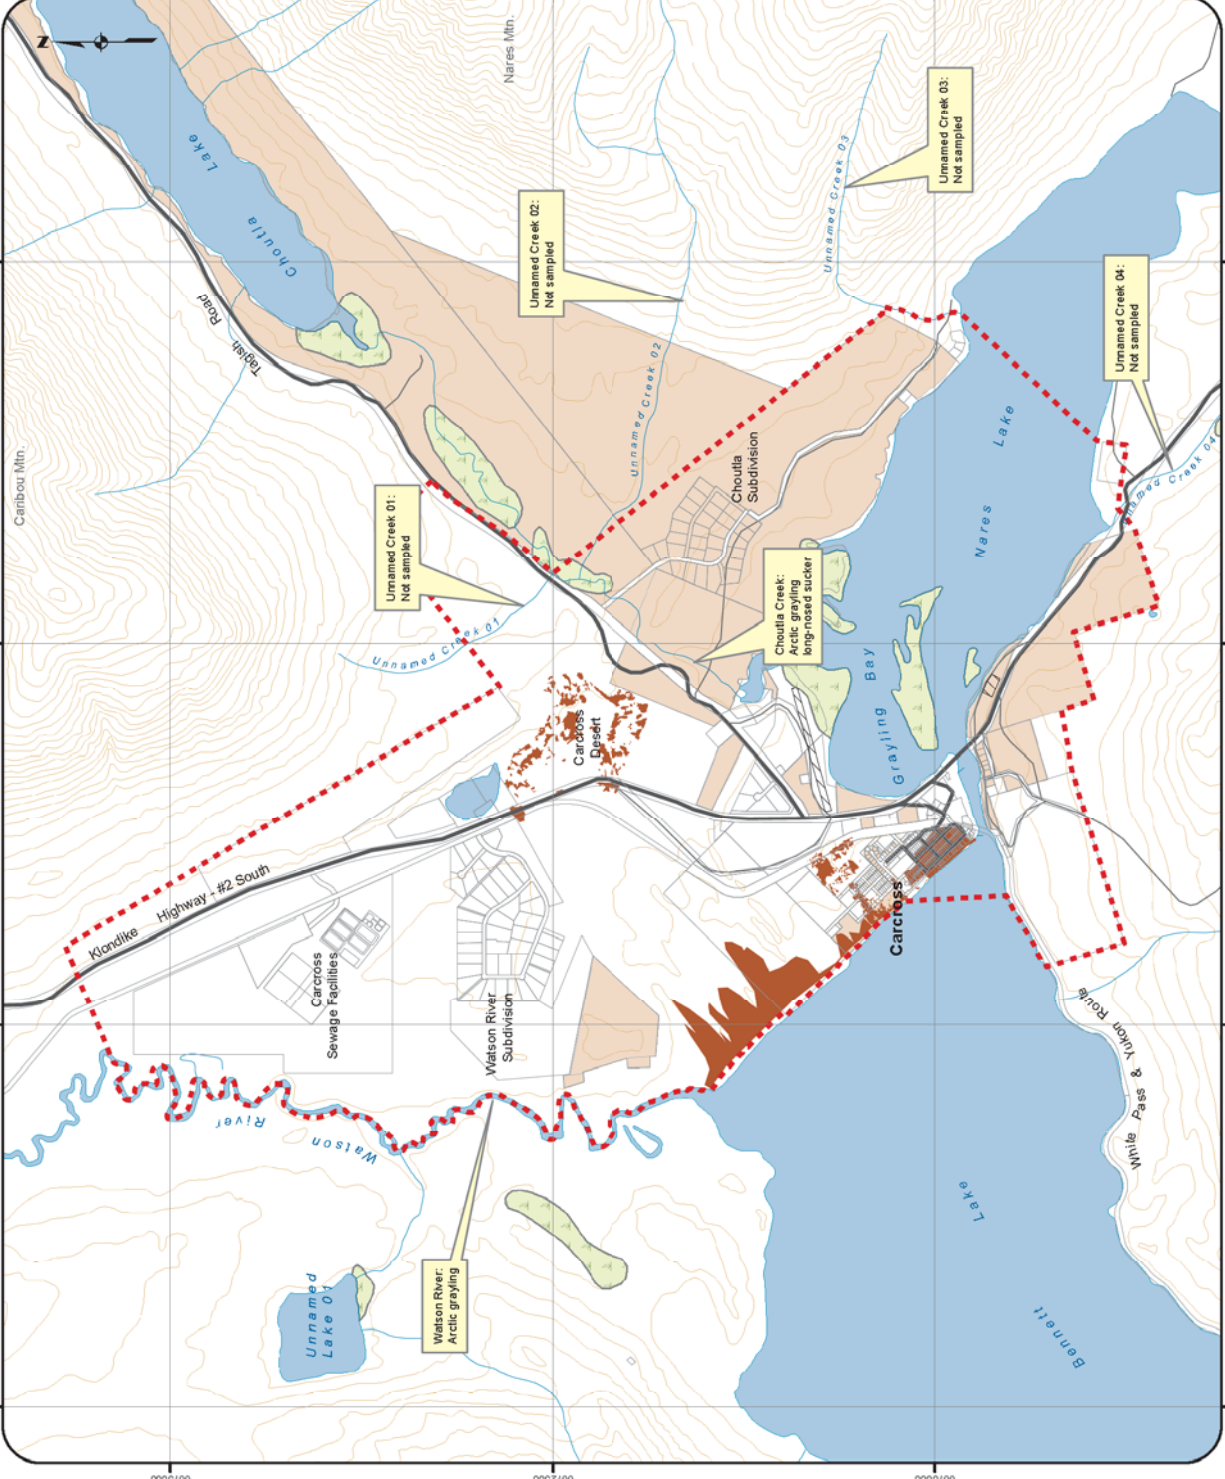 N
Nares Mtn.
Caribou Mtn.
Choutla
Lake
Tagish
Road
Unnamed Creek 03
Unnamed Creek 03:
Not sampled
Unnamed Creek 02:
Not sampled
Unnamed Creek 02
Unnamed Creek 04:
Not sampled
Unnamed Creek 01:
Not sampled
Unnamed Creek 01
Choutla
Subdivision
Nares
Lake
Choutla Creek:
Arctic grayling
long-nosed sucker
Grayling
Bay
Carcross
Desert
Klondike
Highway - #2 South
Carcross
Sewage Facilities
Watson River
Subdivision
Carcross
Watson
River
Watson River:
Arctic grayling
Unnamed
Lake 01
Bennett
Lake
White Pass & Yukon Route